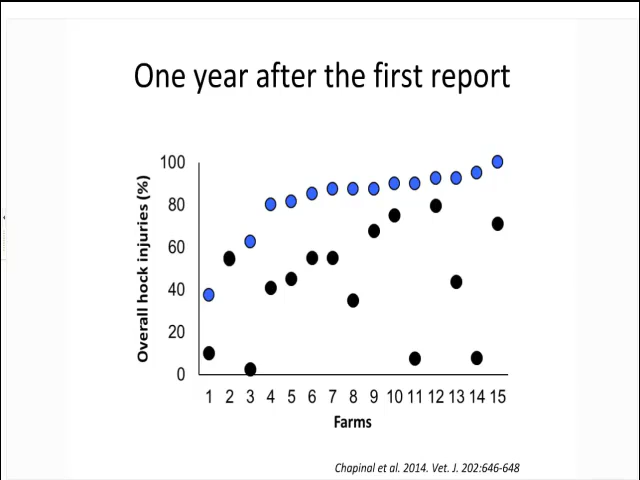 One year after the first report
Overall hock injuries (%)
100
80
60
40
20
0
1 2 3 4 5 6 7 8 9 10 11 12 13 14 15
Farms
Chapinal et al. 2014. Vet. J. 202:646-648